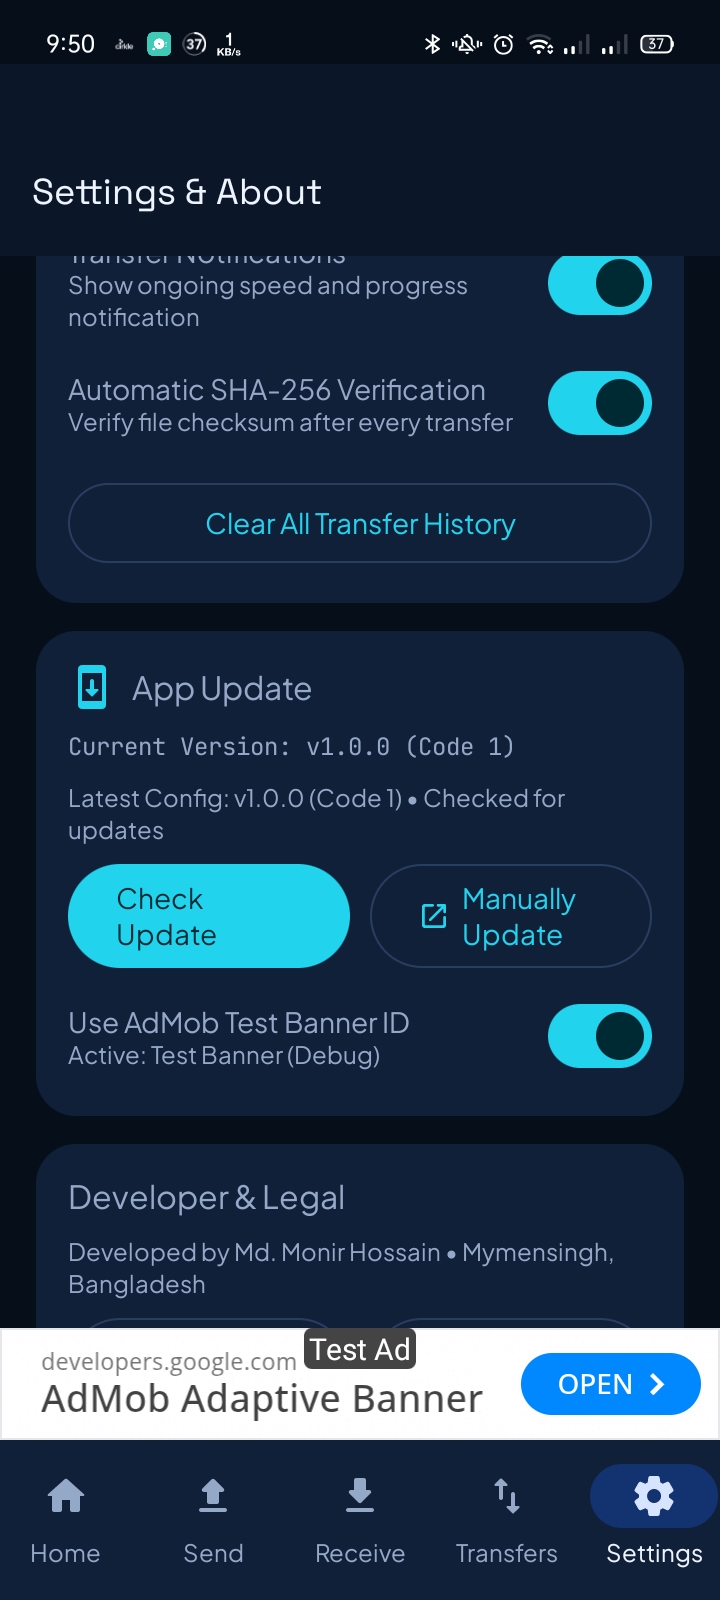 9:50
37
1
KB/s
37
Settings & About
Transfer Notifications
Show ongoing speed and progress
notification
Automatic SHA-256 Verification
Verify file checksum after every transfer
Clear All Transfer History
App Update
Current Version: v1.0.0 (Code 1)
Latest Config: v1.0.0 (Code 1) • Checked for
updates
Check
Update
Manually
Update
Use AdMob Test Banner ID
Active: Test Banner (Debug)
Developer & Legal
Developed by Md. Monir Hossain • Mymensingh,
Bangladesh
Test Ad
developers.google.com
AdMob Adaptive Banner
OPEN
Home
Send
Receive
Transfers
Settings